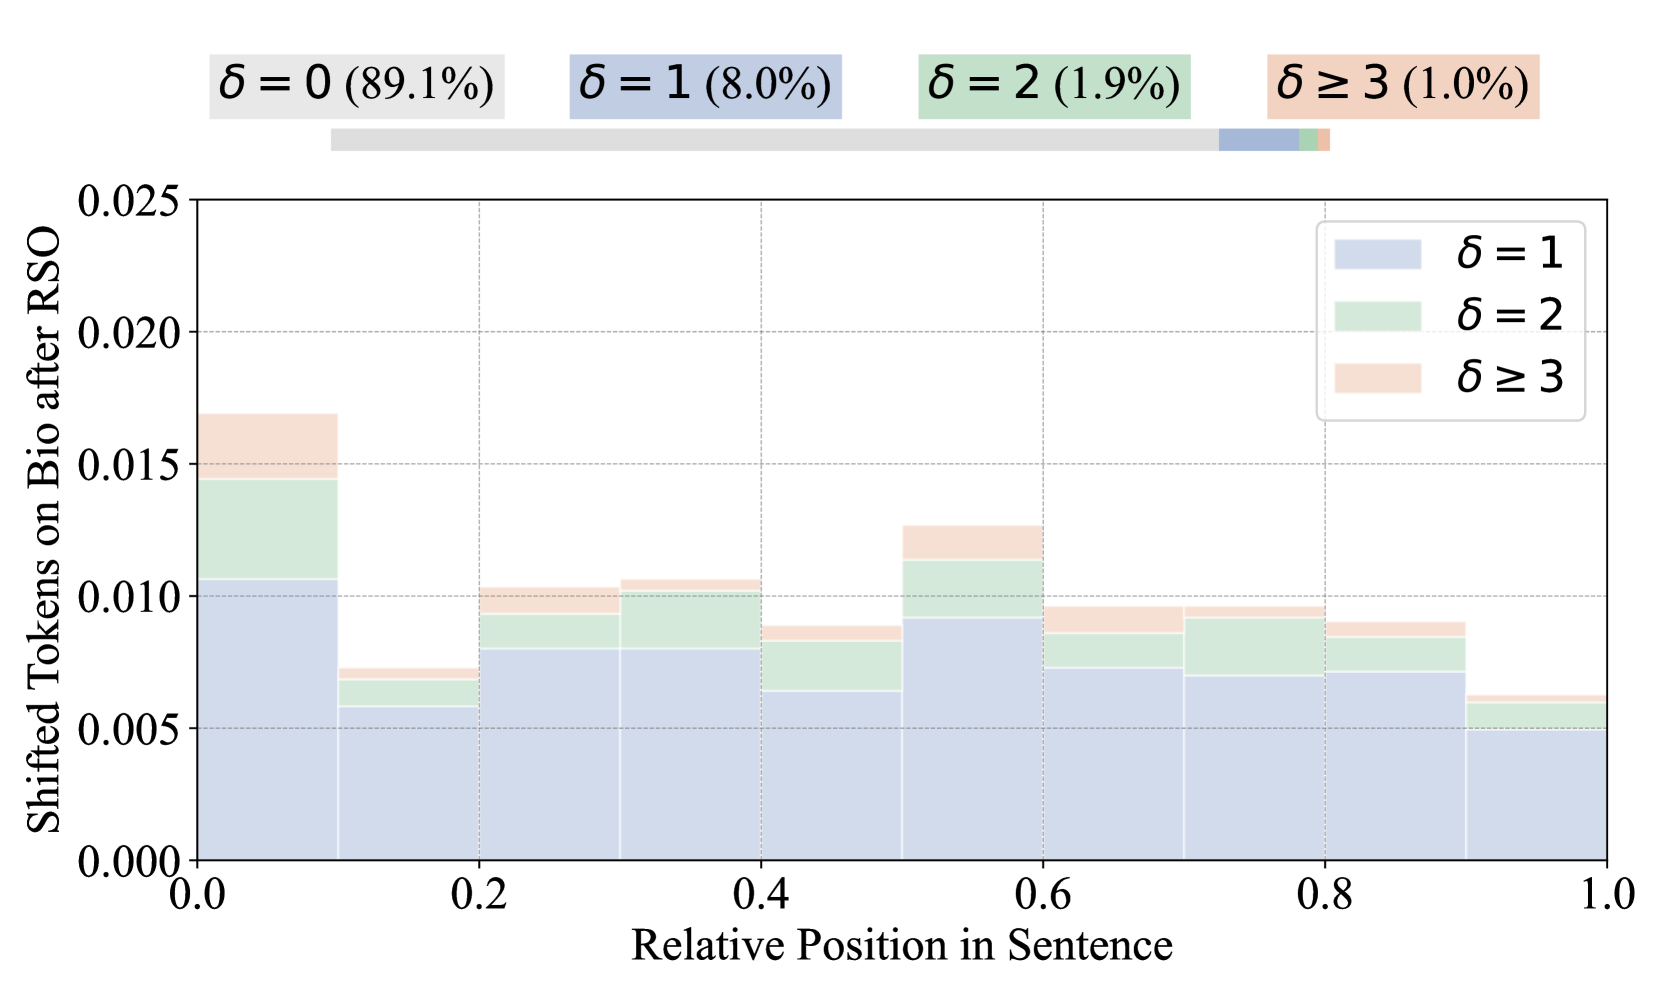 δ = 0 (89.1%) δ = 1 (8.0%) δ = 2 (1.9%) δ ≥ 3 (1.0%)
Shifted Tokens on Bio after RSO
0.025
0.020
0.015
0.010
0.005
0.000
δ = 1
δ = 2
δ ≥ 3
0.0 0.2 0.4 0.6 0.8 1.0
Relative Position in Sentence